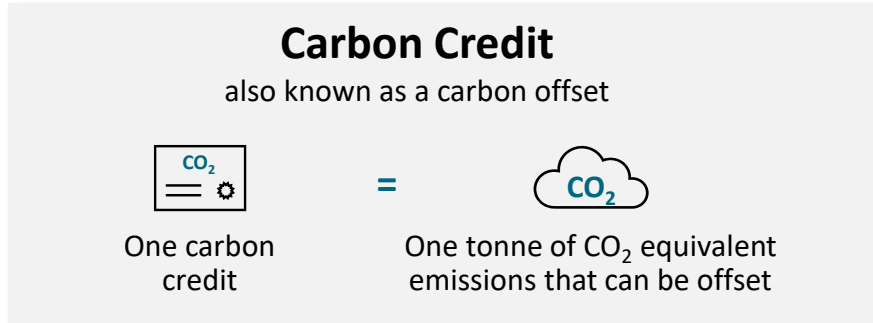 Carbon Credit
also known as a carbon offset
CO₂
=
CO₂
One carbon
credit
One tonne of CO₂ equivalent
emissions that can be offset